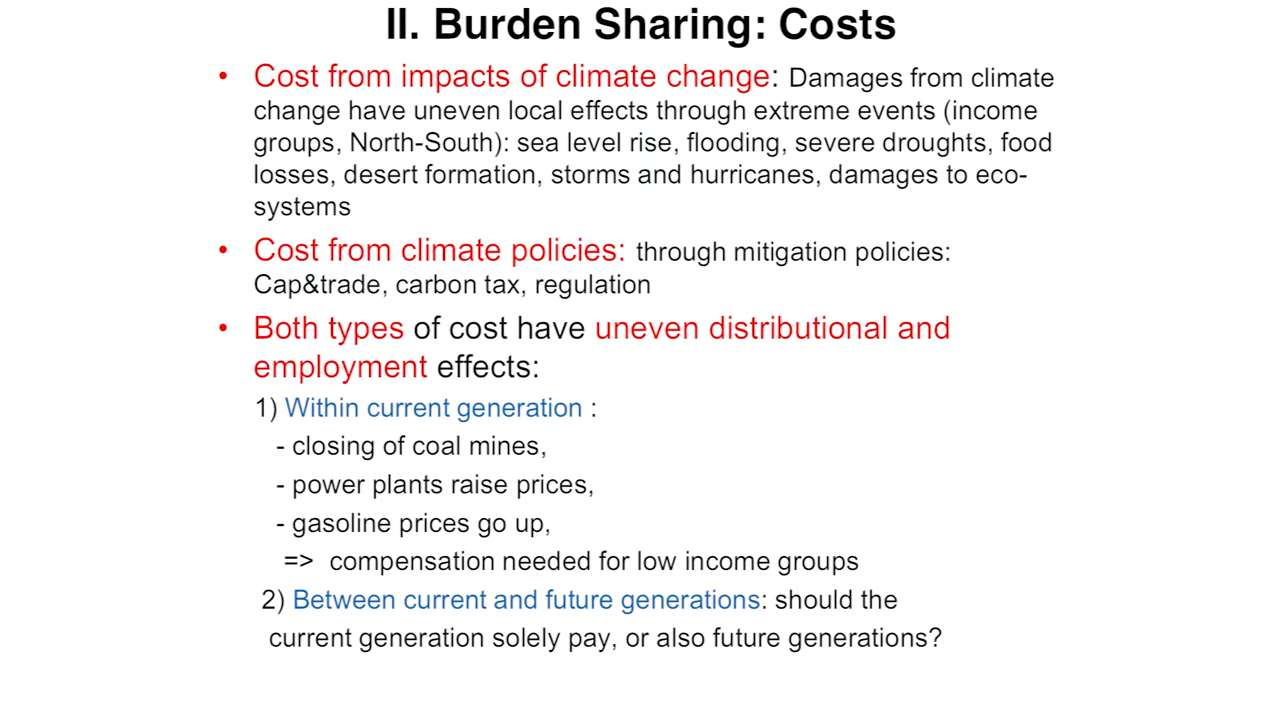 II. Burden Sharing: Costs
• Cost from impacts of climate change: Damages from climate
change have uneven local effects through extreme events (income
groups, North-South): sea level rise, flooding, severe droughts, food
losses, desert formation, storms and hurricanes, damages to eco-
systems
• Cost from climate policies: through mitigation policies:
Cap&trade, carbon tax, regulation
• Both types of cost have uneven distributional and
employment effects:
1) Within current generation :
- closing of coal mines,
- power plants raise prices,
- gasoline prices go up,
=> compensation needed for low income groups
2) Between current and future generations: should the
current generation solely pay, or also future generations?